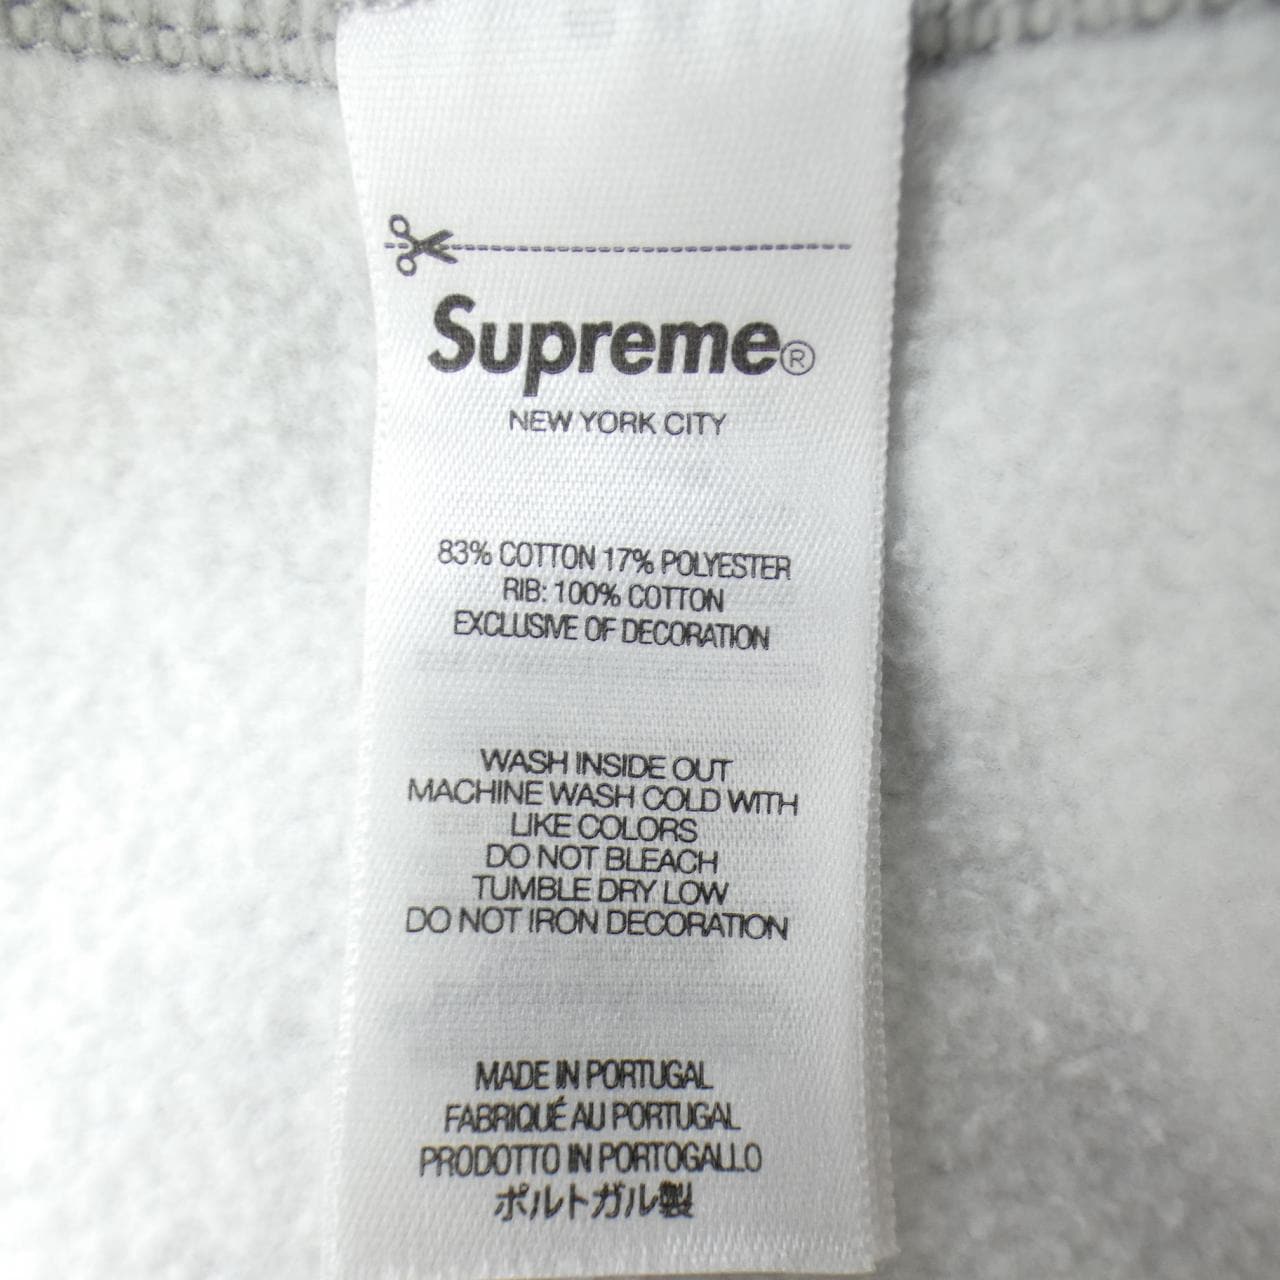 Supreme®
NEW YORK CITY
83% COTTON 17% POLYESTER
RIB: 100% COTTON
EXCLUSIVE OF DECORATION
WASH INSIDE OUT
MACHINE WASH COLD WITH
LIKE COLORS
DO NOT BLEACH
TUMBLE DRY LOW
DO NOT IRON DECORATION
MADE IN PORTUGAL
FABRIQUÉ AU PORTUGAL
PRODOTTO IN PORTOGALLO
ポルトガル製